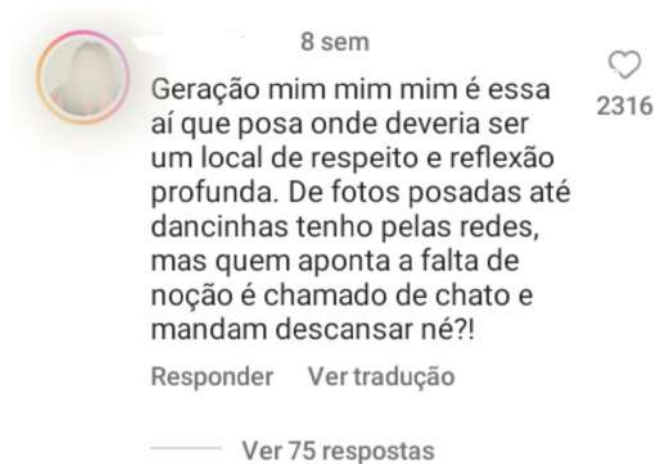 8 sem
Geração mim mim mim é essa
aí que posa onde deveria ser
um local de respeito e reflexão
profunda. De fotos posadas até
dancinhas tenho pelas redes,
mas quem aponta a falta de
noção é chamado de chato e
mandam descansar né?!
2316
Responder Ver tradução
Ver 75 respostas